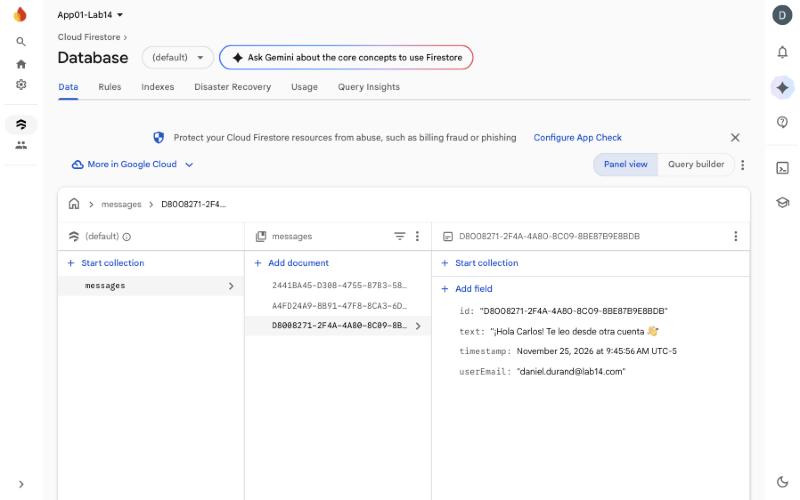 App01-Lab14
D
Cloud Firestore
Database
(default)
Ask Gemini about the core concepts to use Firestore
Data Rules Indexes Disaster Recovery Usage Query Insights
Protect your Cloud Firestore resources from abuse, such as billing fraud or phishing Configure App Check
More in Google Cloud
Panel view Query builder
messages D8008271-2F4...
(default) messages D8008271-2F4A-4A80-8C09-8BE87B9E8BDB
+ Start collection + Add document + Start collection
messages
2441BA45-D308-4755-8783-58...
A4FD24A9-8B91-47F8-8CA3-6D...
D8008271-2F4A-4A80-8C09-8B...
+ Add field
id: "D8008271-2F4A-4A80-8C09-8BE87B9E8BDB"
text: "¡Hola Carlos! Te leo desde otra cuenta 👋"
timestamp: November 25, 2026 at 9:45:56 AM UTC-5
userEmail: "daniel.durand@lab14.com"